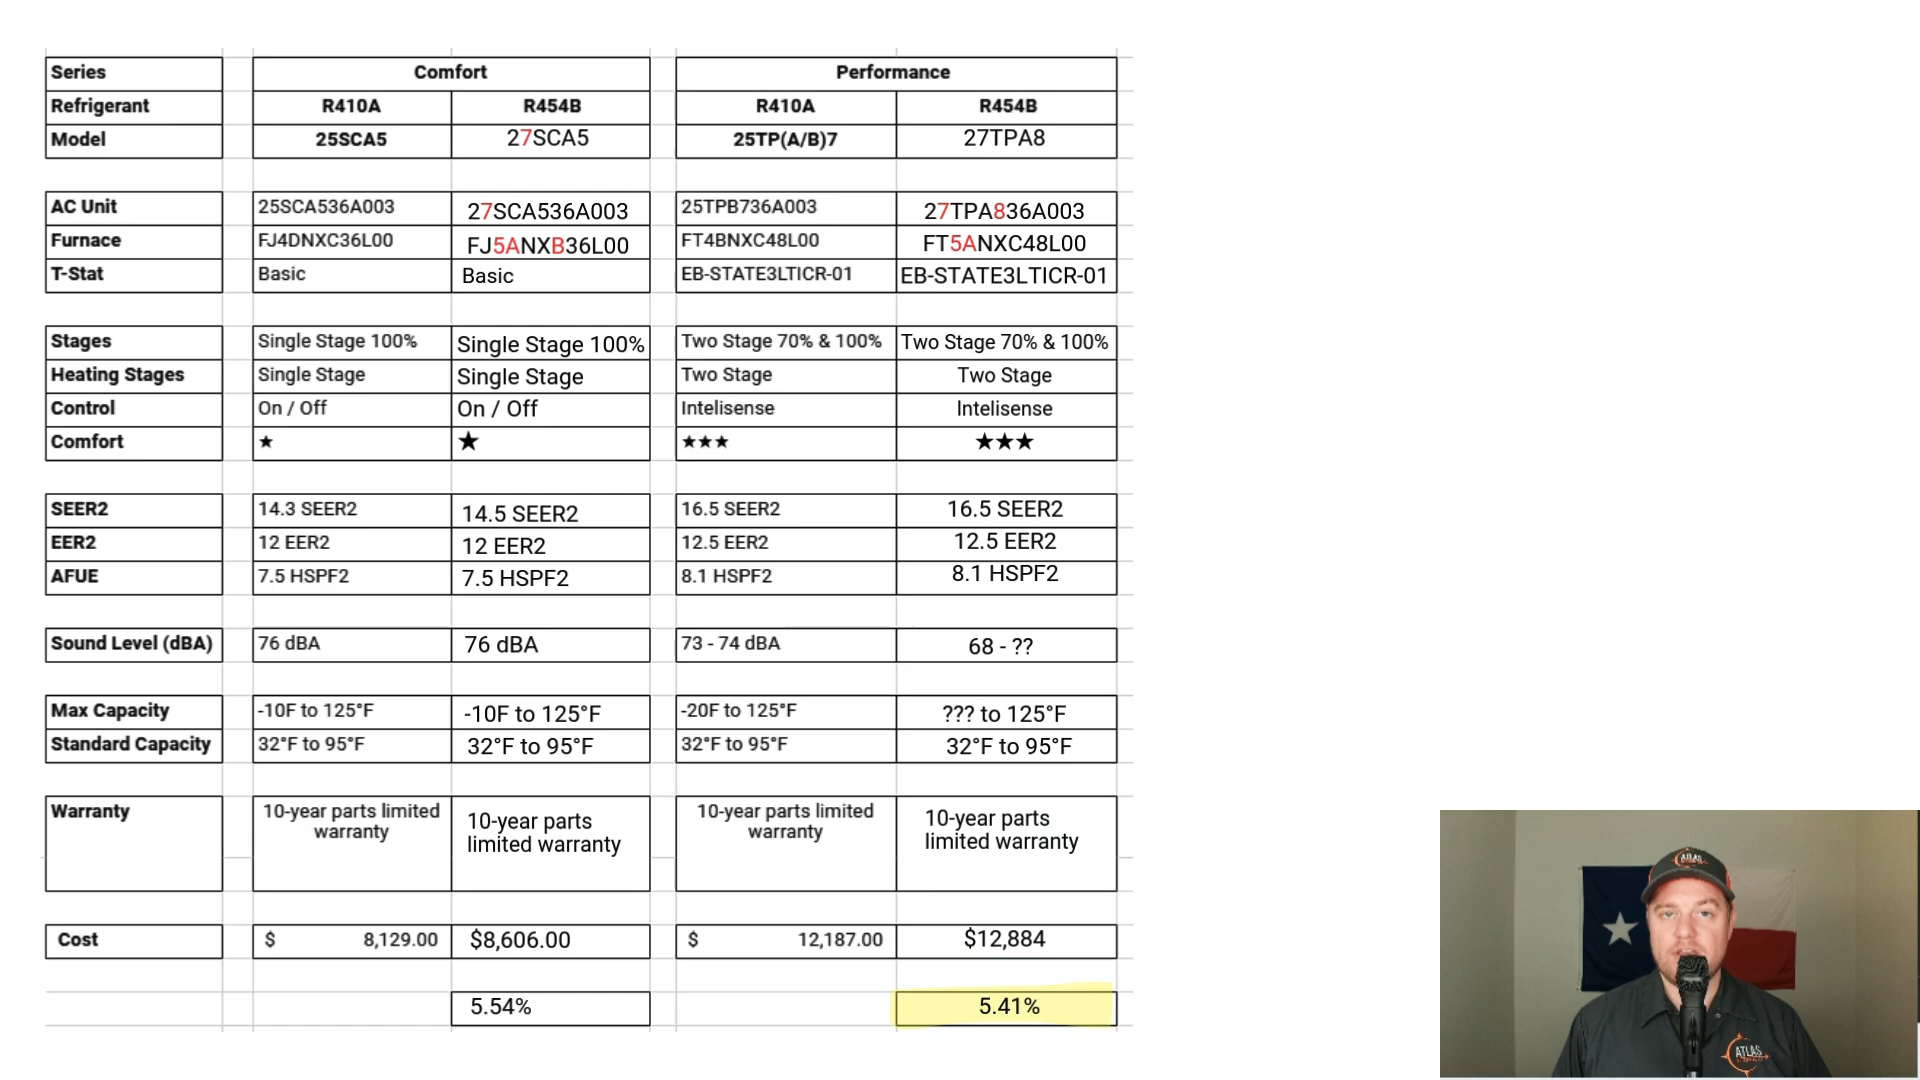 Series Comfort Performance
Refrigerant R410A R454B R410A R454B
Model 25SCA5 27SCA5 25TP(A/B)7 27TPA8
AC Unit 25SCA536A003 27SCA536A003 25TPB736A003 27TPA836A003
Furnace FJ4DNXC36L00 FJ5ANXB36L00 FT4BNXC48L00 FT5ANXC48L00
T-Stat Basic Basic EB-STATE3LTICR-01 EB-STATE3LTICR-01
Stages Single Stage 100% Single Stage 100% Two Stage 70% & 100% Two Stage 70% & 100%
Heating Stages Single Stage Single Stage Two Stage Two Stage
Control On / Off On / Off Intelisense Intelisense
Comfort ★ ★ ★★★ ★★★
SEER2 14.3 SEER2 14.5 SEER2 16.5 SEER2 16.5 SEER2
EER2 12 EER2 12 EER2 12.5 EER2 12.5 EER2
AFUE 7.5 HSPF2 7.5 HSPF2 8.1 HSPF2 8.1 HSPF2
Sound Level (dBA) 76 dBA 76 dBA 73 - 74 dBA 68 - ??
Max Capacity -10F to 125°F -10F to 125°F -20F to 125°F ??? to 125°F
Standard Capacity 32°F to 95°F 32°F to 95°F 32°F to 95°F 32°F to 95°F
Warranty 10-year parts limited 10-year parts 10-year parts limited 10-year parts
warranty limited warranty warranty limited warranty
Cost $ 8,129.00 $8,606.00 $ 12,187.00 $12,884
5.54% 5.41%
ATLAS
ATLAS